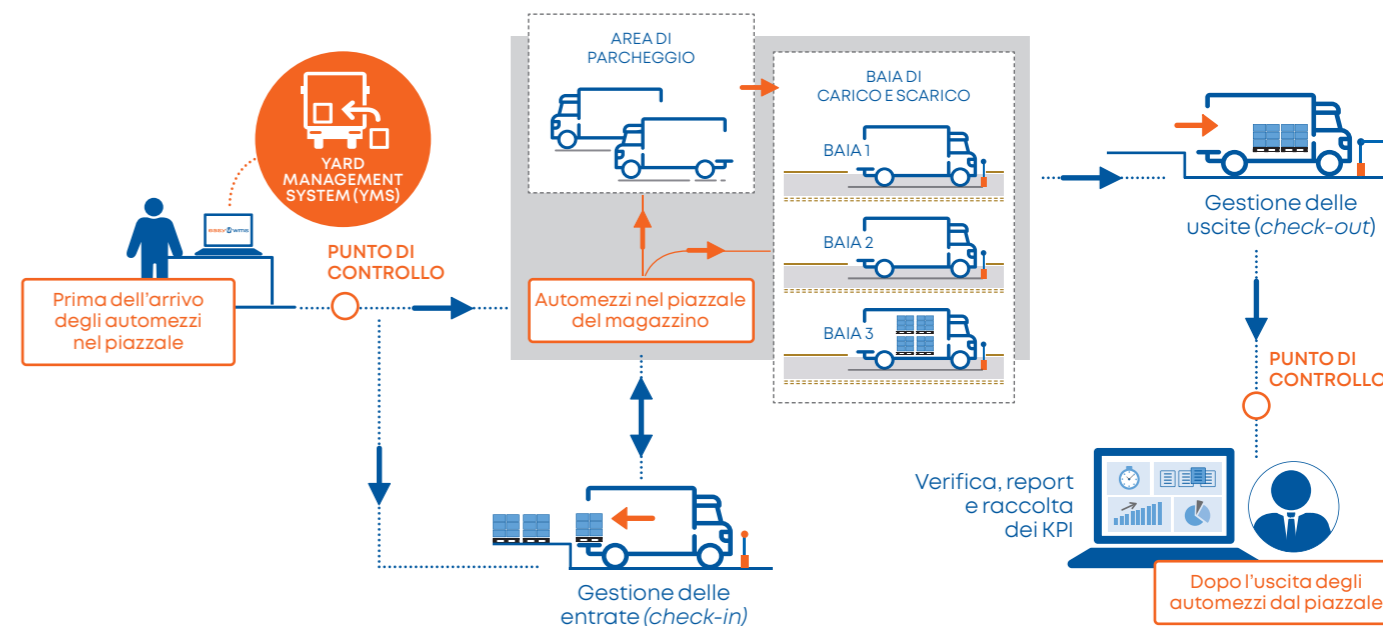 YARD
MANAGEMENT
SYSTEM (YMS)
easy wms
PUNTO DI
CONTROLLO
Prima dell'arrivo
degli automezzi
nel piazzale
AREA DI
PARCHEGGIO
BAIA DI
CARICO E SCARICO
BAIA 1
BAIA 2
BAIA 3
Automezzi nel piazzale
del magazzino
Gestione delle
entrate (check-in)
Gestione delle
uscite (check-out)
PUNTO DI
CONTROLLO
Verifica, report
e raccolta
dei KPI
Dopo l'uscita degli
automezzi dal piazzale